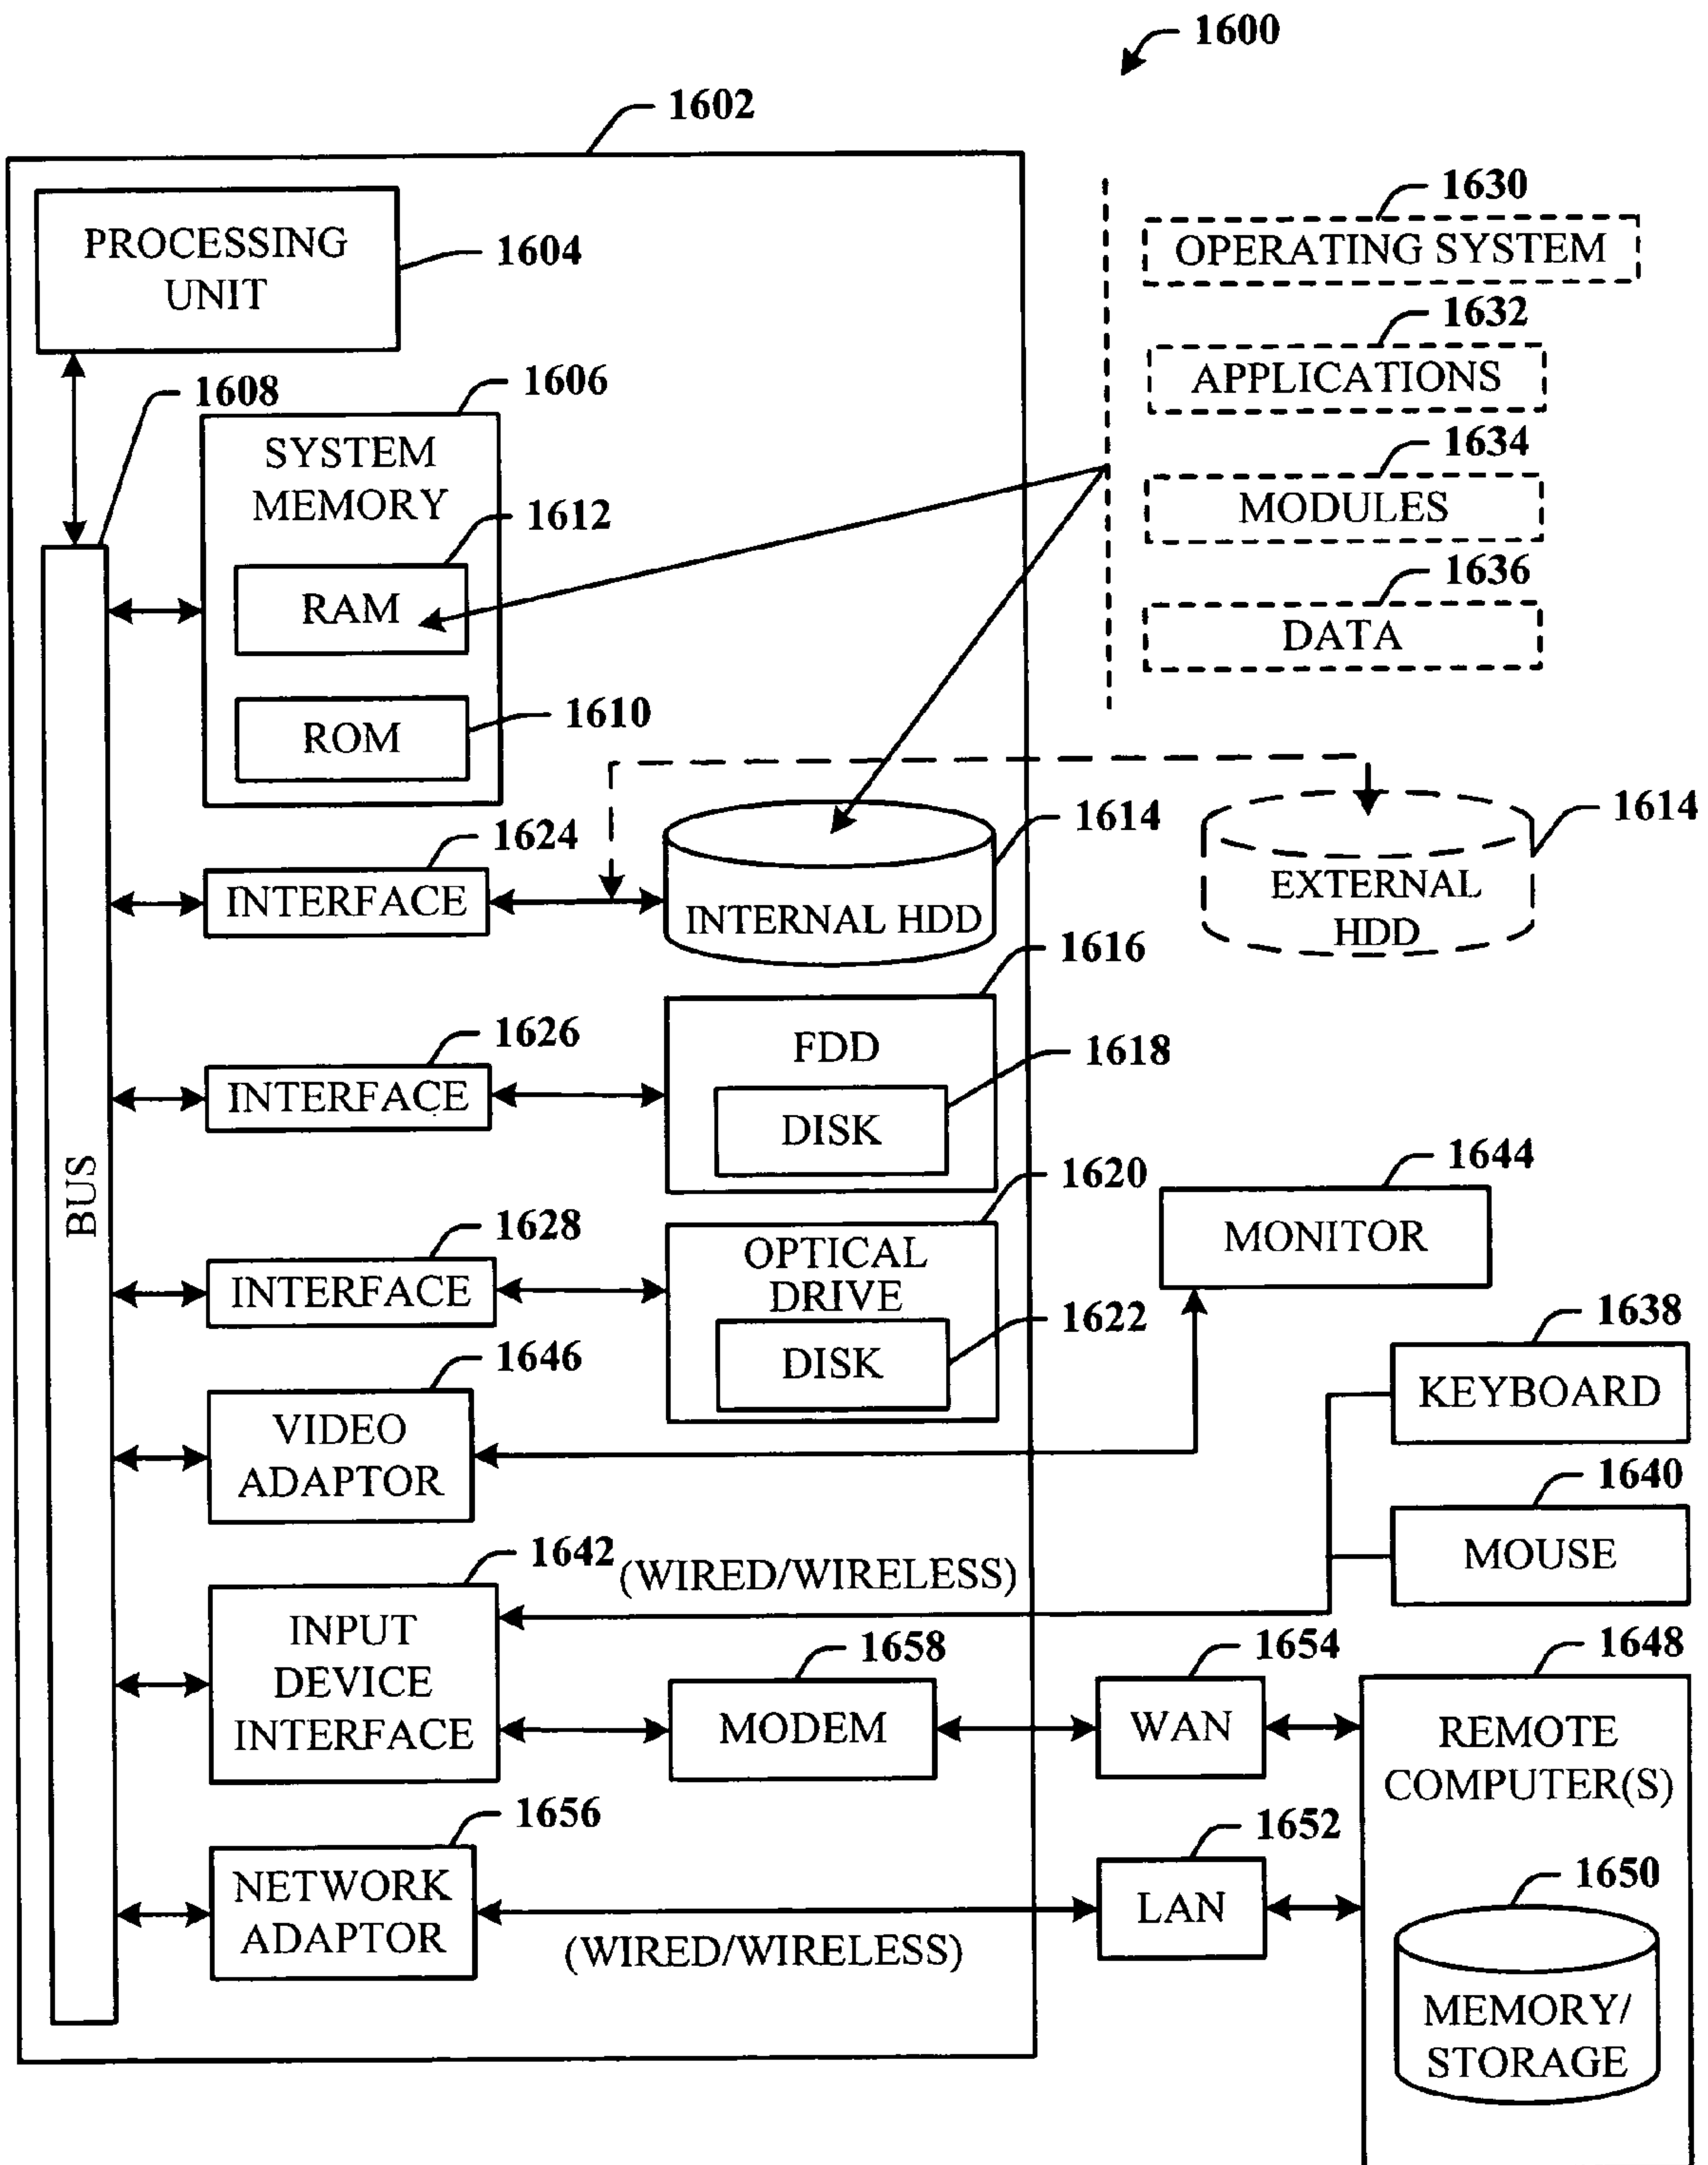 1600
1602
PROCESSING
UNIT
1604
1630
OPERATING SYSTEM
1632
APPLICATIONS
1634
MODULES
1636
DATA
1608
1606
SYSTEM
MEMORY
1612
RAM
1610
ROM
BUS
1624
INTERFACE
1614
INTERNAL HDD
1614
EXTERNAL
HDD
1626
INTERFACE
1616
FDD
1618
DISK
1628
INTERFACE
1620
OPTICAL
DRIVE
1622
DISK
1644
MONITOR
1646
VIDEO
ADAPTOR
1638
KEYBOARD
1640
MOUSE
1642
(WIRED/WIRELESS)
INPUT
DEVICE
INTERFACE
1658
MODEM
1654
WAN
1648
REMOTE
COMPUTER(S)
1656
NETWORK
ADAPTOR
(WIRED/WIRELESS)
1652
LAN
1650
MEMORY/
STORAGE